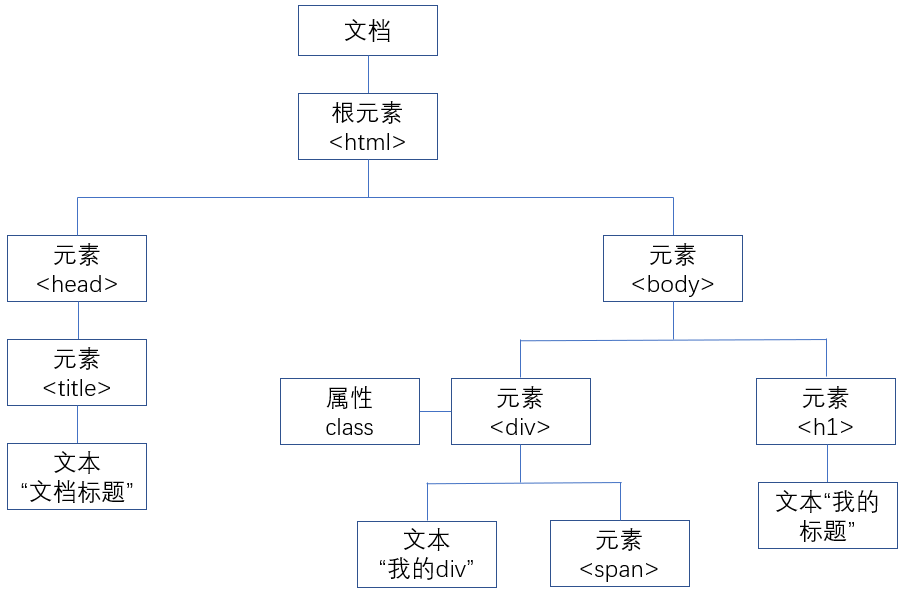 文档
根元素
<html>
元素
<head>
元素
<body>
元素
<title>
属性
class
元素
<div>
元素
<h1>
文本
“文档标题”
文本“我的
标题”
文本
“我的div”
元素
<span>